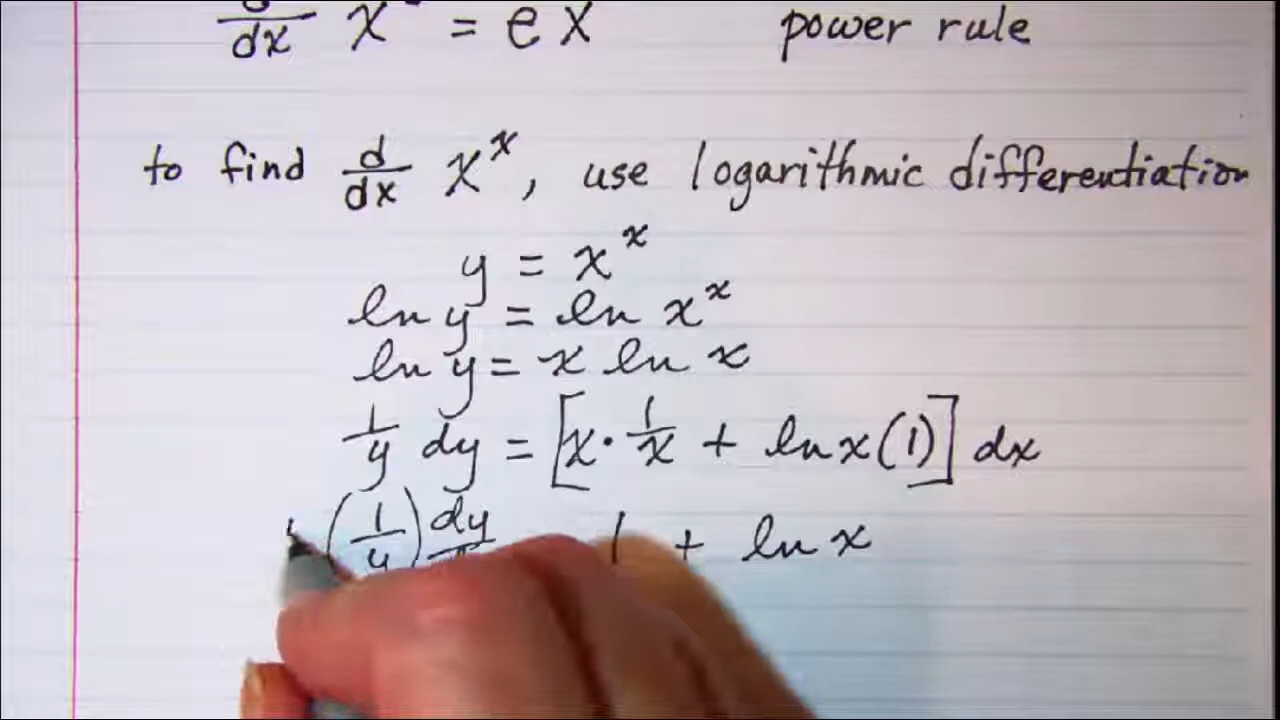 d/dx x = e x power rule
to find d/dx x^x, use logarithmic differentiation
y = x^x
ln y = ln x^x
ln y = x ln x
1/y dy = [x · 1/x + ln x (1)] dx
(1/y) dy 1 + ln x